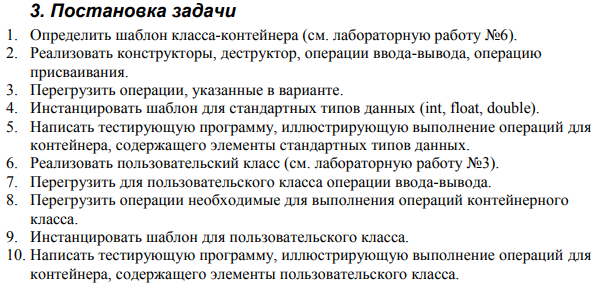 3. Постановка задачи
1. Определить шаблон класса-контейнера (см. лабораторную работу №6).
2. Реализовать конструкторы, деструктор, операции ввода-вывода, операцию
присваивания.
3. Перегрузить операции, указанные в варианте.
4. Инстанцировать шаблон для стандартных типов данных (int, float, double).
5. Написать тестирующую программу, иллюстрирующую выполнение операций для
контейнера, содержащего элементы стандартных типов данных.
6. Реализовать пользовательский класс (см. лабораторную работу №3).
7. Перегрузить для пользовательского класса операции ввода-вывода.
8. Перегрузить операции необходимые для выполнения операций контейнерного
класса.
9. Инстанцировать шаблон для пользовательского класса.
10. Написать тестирующую программу, иллюстрирующую выполнение операций для
контейнера, содержащего элементы пользовательского класса.